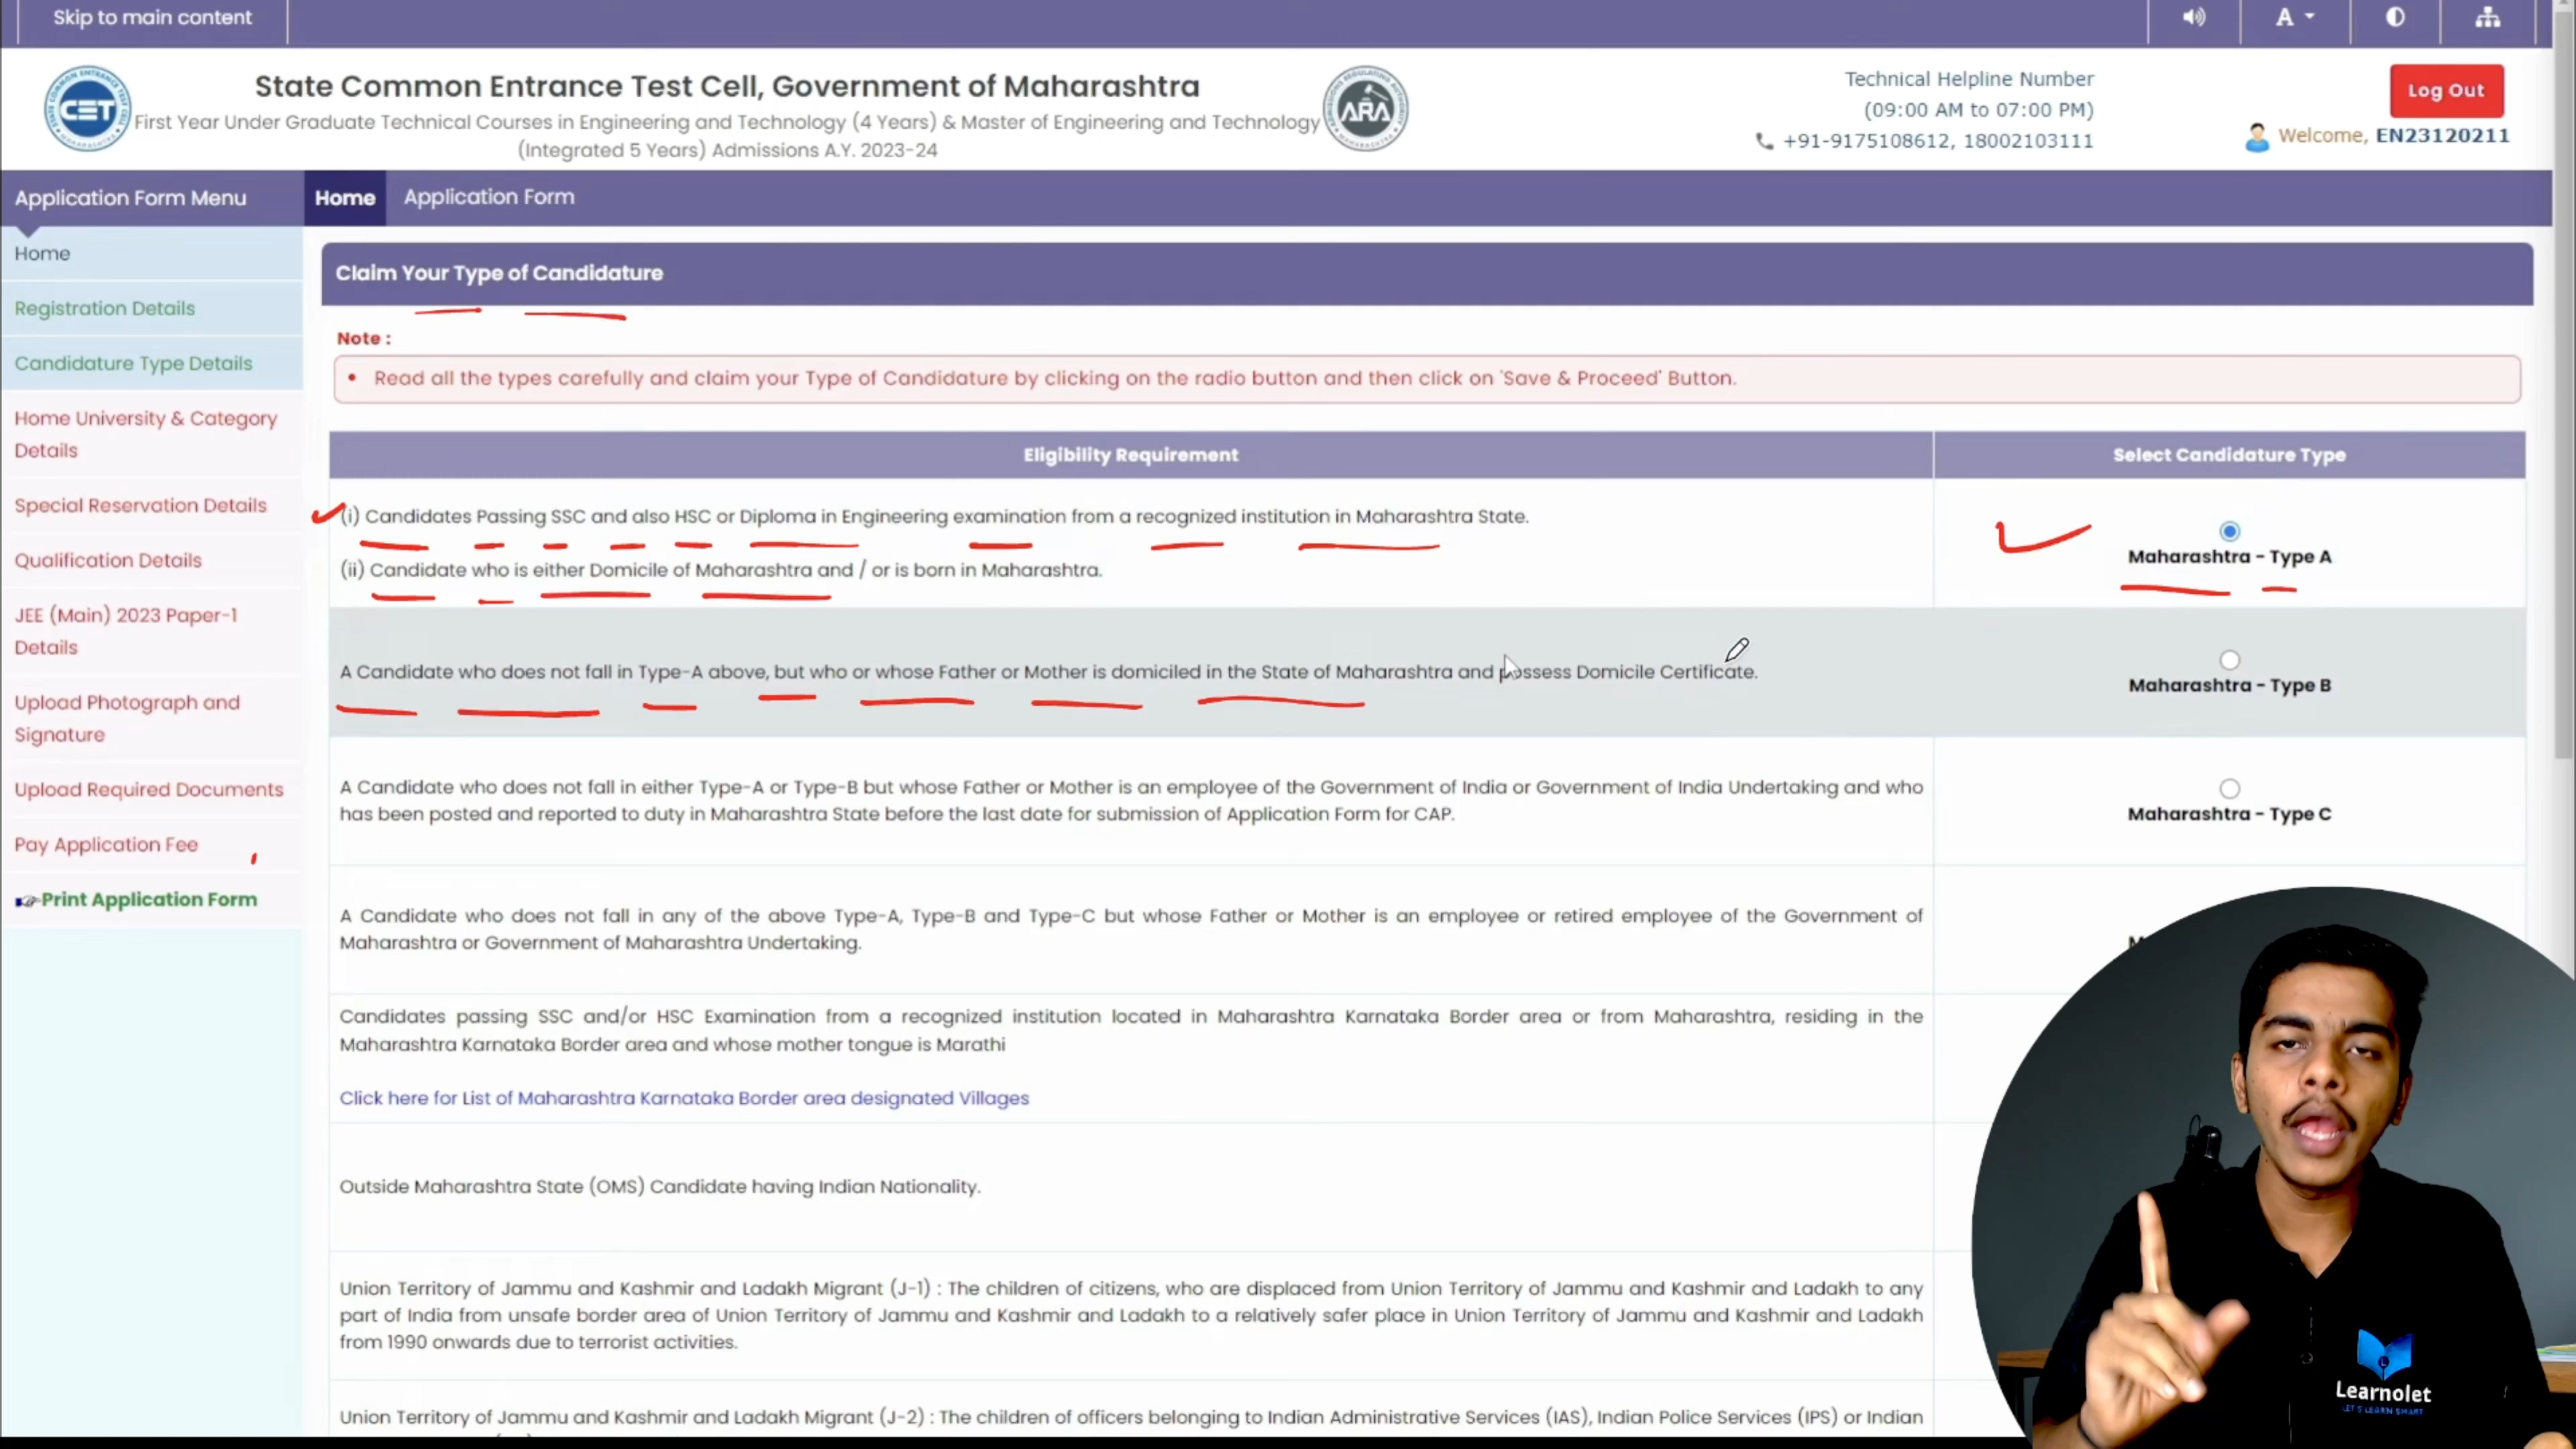 Skip to main content
A
CET
State Common Entrance Test Cell, Government of Maharashtra
First Year Under Graduate Technical Courses in Engineering and Technology (4 Years) & Master of Engineering and Technology
(Integrated 5 Years) Admissions A.Y. 2023-24
ARA
Technical Helpline Number
(09:00 AM to 07:00 PM)
+91-9175108612, 18002103111
Log Out
Welcome, EN23120211
Application Form Menu
Home
Application Form
Home
Registration Details
Candidature Type Details
Home University & Category
Details
Special Reservation Details
Qualification Details
JEE (Main) 2023 Paper-1
Details
Upload Photograph and
Signature
Upload Required Documents
Pay Application Fee
Print Application Form
Claim Your Type of Candidature
Note :
• Read all the types carefully and claim your Type of Candidature by clicking on the radio button and then click on 'Save & Proceed' Button.
Eligibility Requirement
Select Candidature Type
(i) Candidates Passing SSC and also HSC or Diploma in Engineering examination from a recognized institution in Maharashtra State.
(ii) Candidate who is either Domicile of Maharashtra and / or is born in Maharashtra.
Maharashtra - Type A
A Candidate who does not fall in Type-A above, but who or whose Father or Mother is domiciled in the State of Maharashtra and possess Domicile Certificate.
Maharashtra - Type B
A Candidate who does not fall in either Type-A or Type-B but whose Father or Mother is an employee of the Government of India or Government of India Undertaking and who
has been posted and reported to duty in Maharashtra State before the last date for submission of Application Form for CAP.
Maharashtra - Type C
A Candidate who does not fall in any of the above Type-A, Type-B and Type-C but whose Father or Mother is an employee or retired employee of the Government of
Maharashtra or Government of Maharashtra Undertaking.
Candidates passing SSC and/or HSC Examination from a recognized institution located in Maharashtra Karnataka Border area or from Maharashtra, residing in the
Maharashtra Karnataka Border area and whose mother tongue is Marathi
Click here for List of Maharashtra Karnataka Border area designated Villages
Outside Maharashtra State (OMS) Candidate having Indian Nationality.
Union Territory of Jammu and Kashmir and Ladakh Migrant (J-1) : The children of citizens, who are displaced from Union Territory of Jammu and Kashmir and Ladakh to any
part of India from unsafe border area of Union Territory of Jammu and Kashmir and Ladakh to a relatively safer place in Union Territory of Jammu and Kashmir and Ladakh
from 1990 onwards due to terrorist activities.
Union Territory of Jammu and Kashmir and Ladakh Migrant (J-2) : The children of officers belonging to Indian Administrative Services (IAS), Indian Police Services (IPS) or Indian
Learnolet
LET'S LEARN SMART